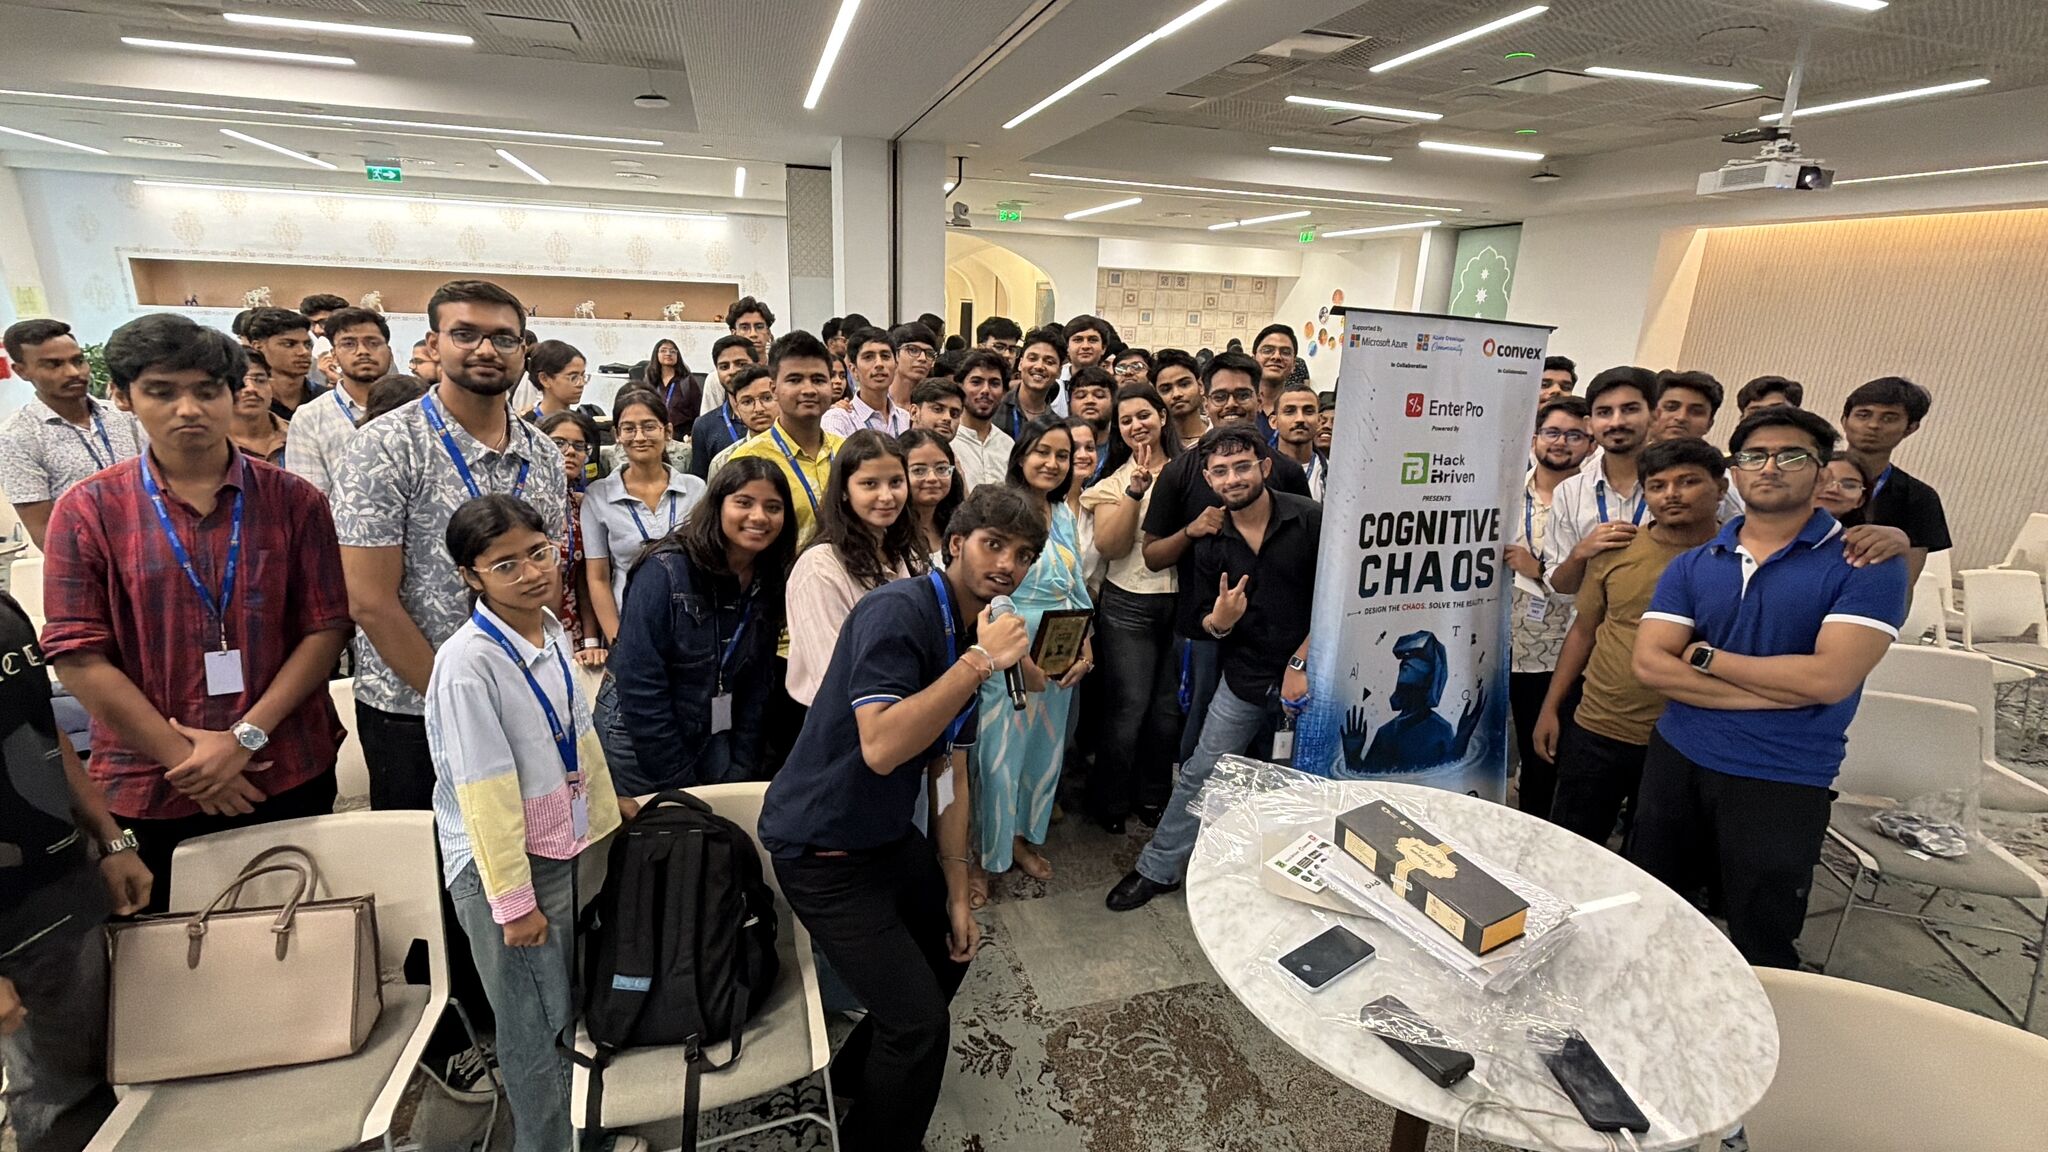 Supported By
Microsoft Azure
Azure Developer
Community
convex
In Collaboration
In Collaboration
Enter Pro
Powered By
Hack
Driven
PRESENTS
COGNITIVE
CHAOS
DESIGN THE CHAOS. SOLVE THE REALITY.
T
A